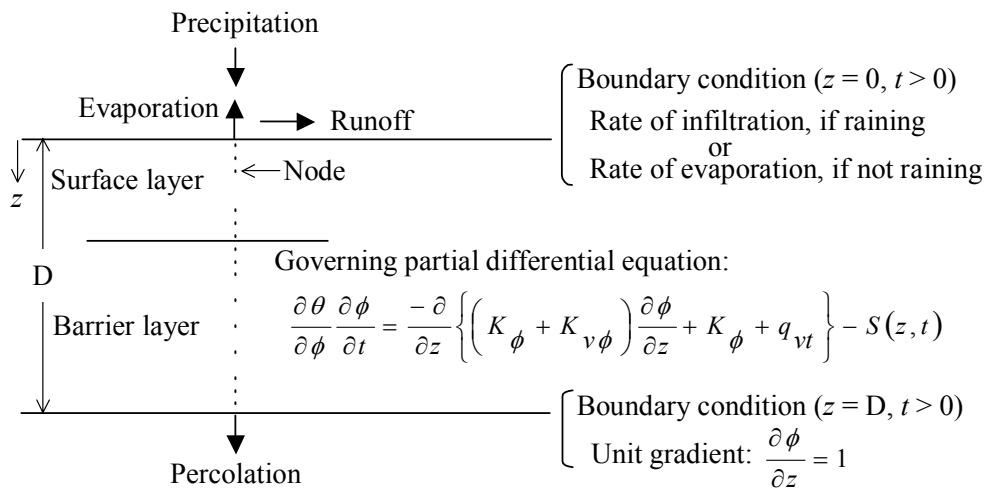 Precipitation
Evaporation
Runoff
Boundary condition (z = 0, t > 0)
Rate of infiltration, if raining
or
Rate of evaporation, if not raining
z
Surface layer
Node
D
Barrier layer
Governing partial differential equation:
∂θ/∂ϕ ∂ϕ/∂t = −∂/∂z {(K_ϕ + K_vϕ) ∂ϕ/∂z + K_ϕ + q_vt} − S(z, t)
Boundary condition (z = D, t > 0)
Unit gradient: ∂ϕ/∂z = 1
Percolation